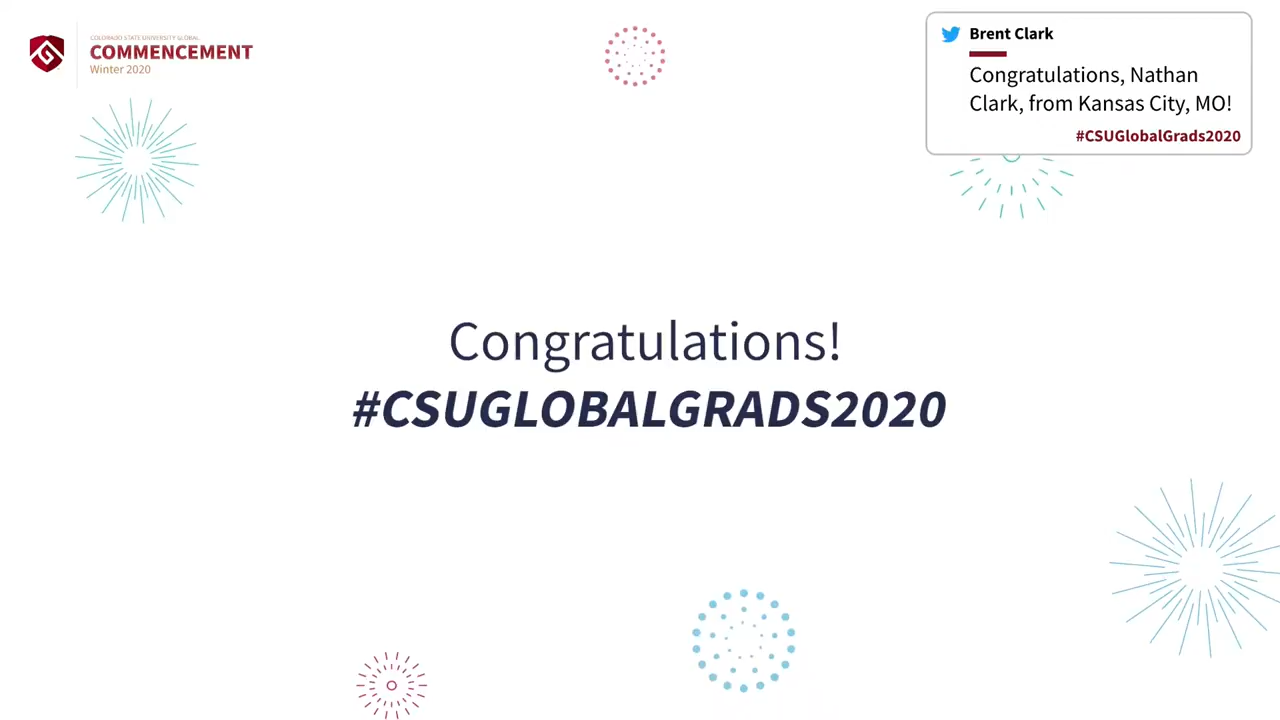 COLORADO STATE UNIVERSITY GLOBAL
COMMENCEMENT
Winter 2020
Brent Clark
Congratulations, Nathan
Clark, from Kansas City, MO!
#CSUGlobalGrads2020
Congratulations!
#CSUGLOBALGRADS2020